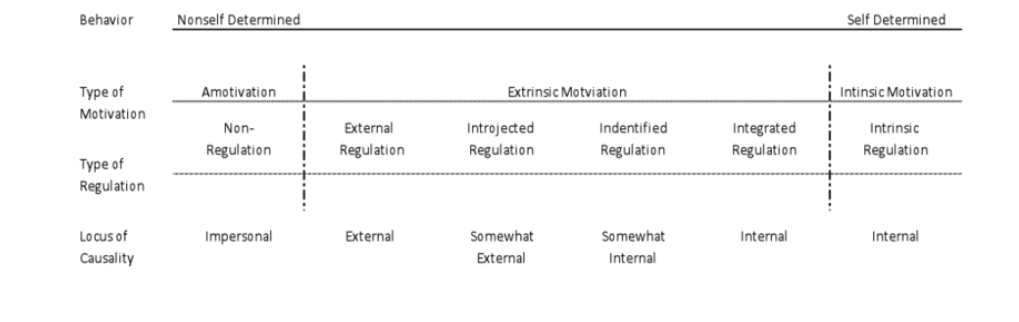 Behavior Nonself Determined Self Determined
Type of Amotivation Extrinsic Motviation Intinsic Motivation
Motivation
Non- External Introjected Indentified Integrated Intrinsic
Regulation Regulation Regulation Regulation Regulation Regulation
Type of
Regulation
Locus of Impersonal External Somewhat Somewhat Internal Internal
Causality External Internal